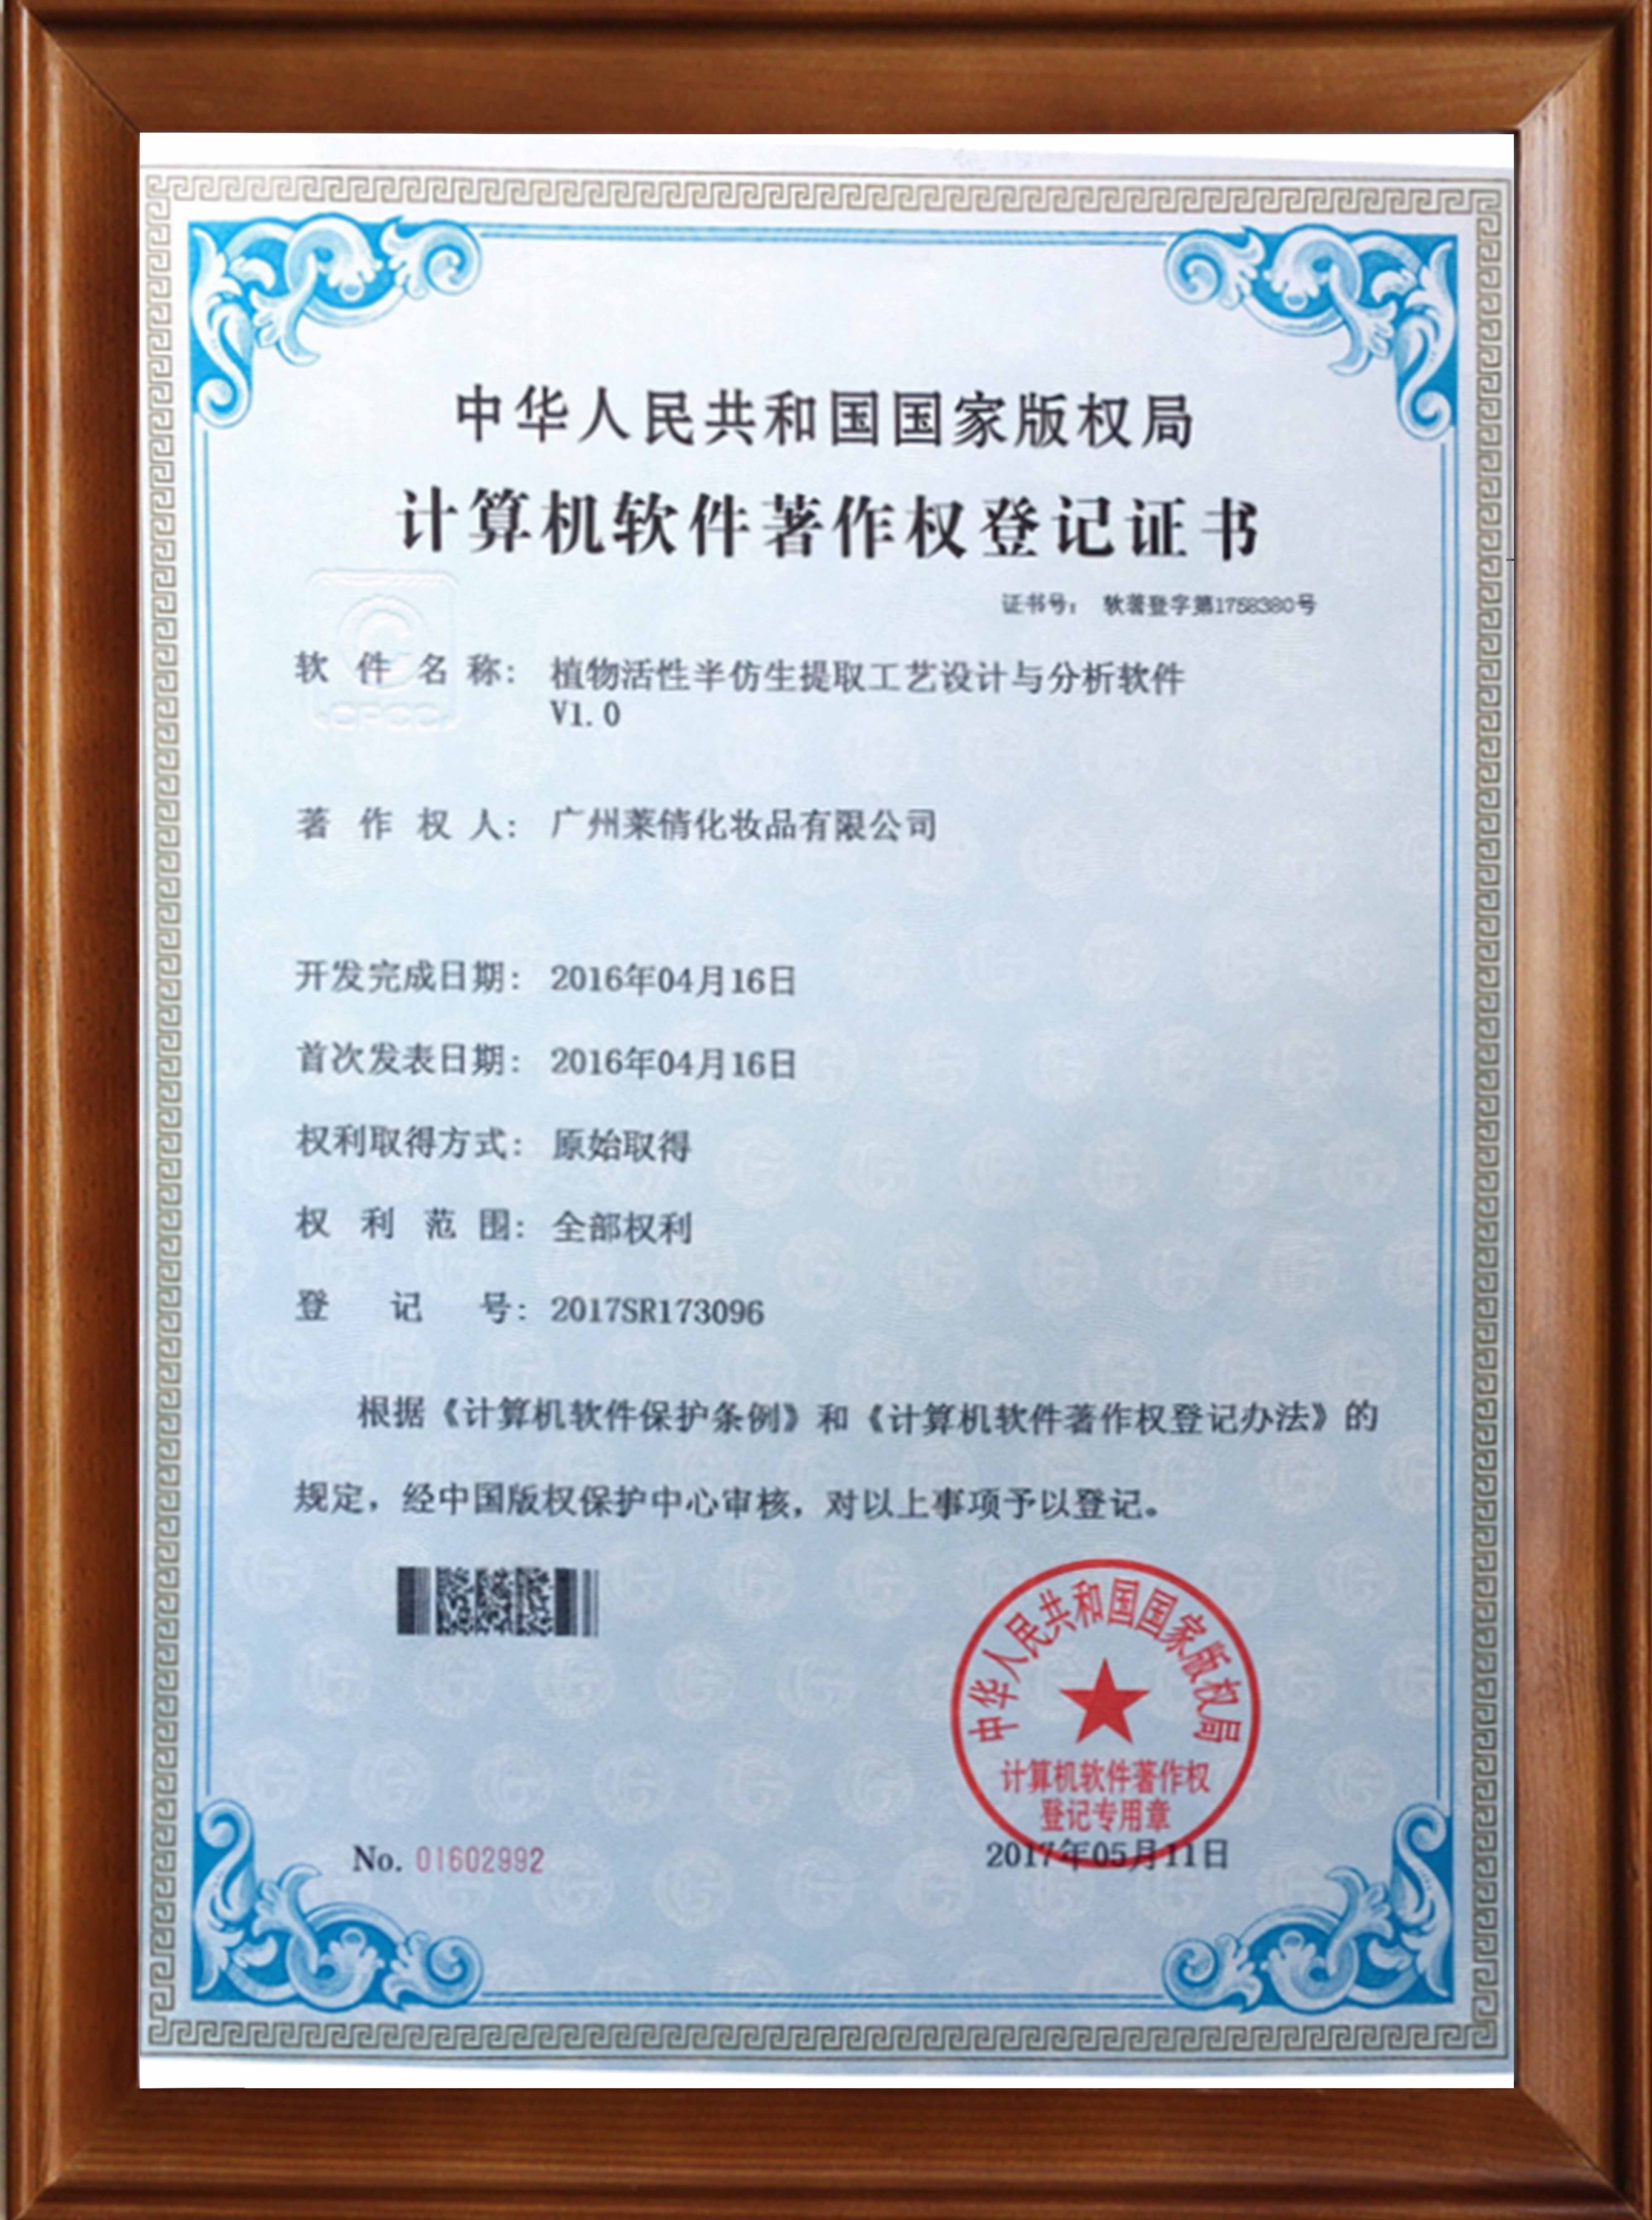 中华人民共和国国家版权局
计算机软件著作权登记证书
证书号： 软著登字第1758380号
软件名称： 植物活性半仿生提取工艺设计与分析软件
V1.0
CPCC
著作权人： 广州莱倩化妆品有限公司
开发完成日期： 2016年04月16日
首次发表日期： 2016年04月16日
权利取得方式： 原始取得
权利范围： 全部权利
登记号： 2017SR173096
根据《计算机软件保护条例》和《计算机软件著作权登记办法》的
规定，经中国版权保护中心审核，对以上事项予以登记。
中华人民共和国国家版权局
计算机软件著作权
登记专用章
No. 01602992
2017年05月11日